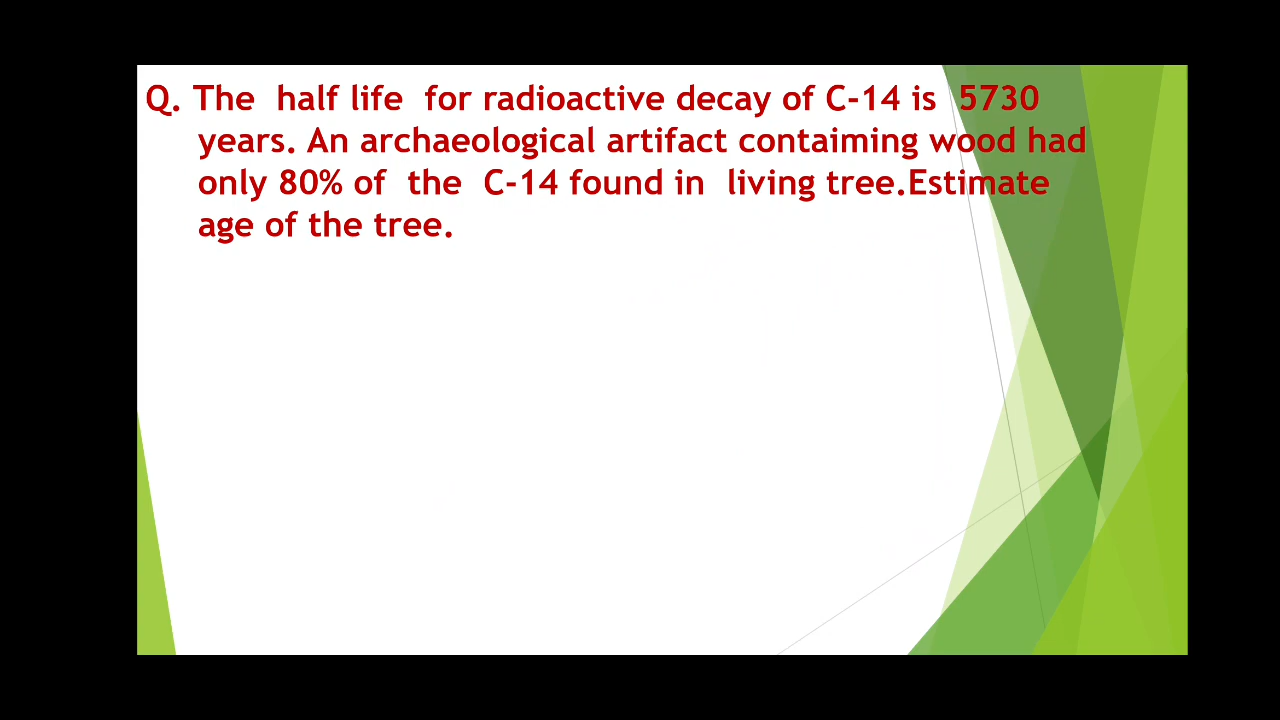 Q. The half life for radioactive decay of C-14 is 5730
years. An archaeological artifact contaiming wood had
only 80% of the C-14 found in living tree.Estimate
age of the tree.